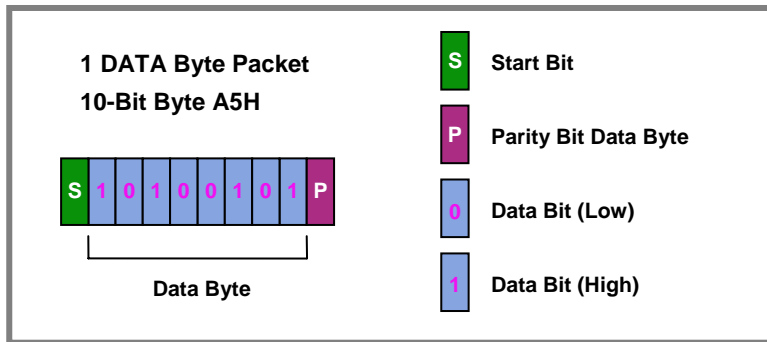 1 DATA Byte Packet
10-Bit Byte A5H
S 1 0 1 0 0 1 0 1 P
Data Byte
S Start Bit
P Parity Bit Data Byte
0 Data Bit (Low)
1 Data Bit (High)